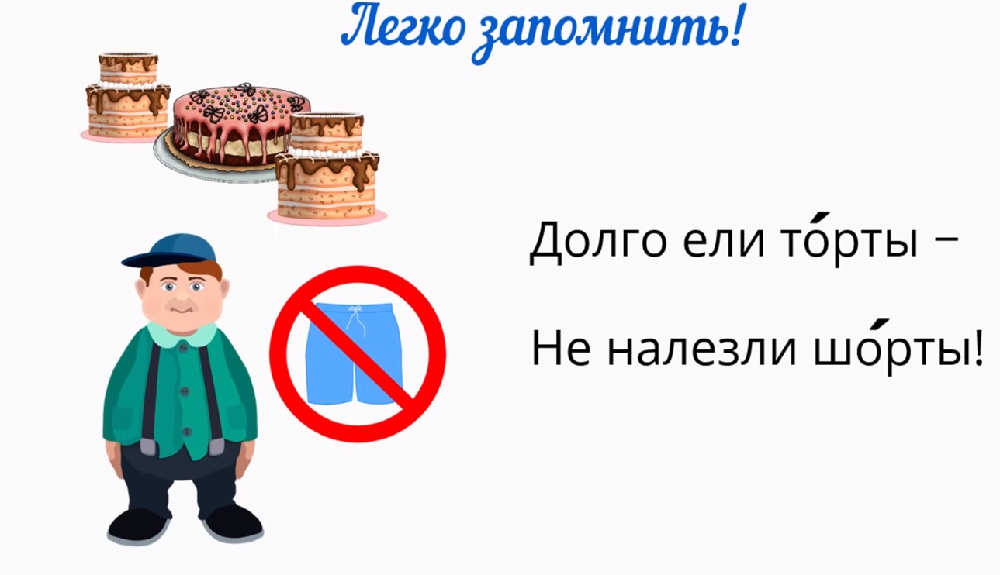 Легко запомнить!
Долго ели то́рты –
Не налезли шо́рты!